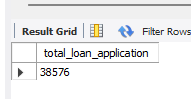 Result Grid Filter Rows
total_loan_application
38576